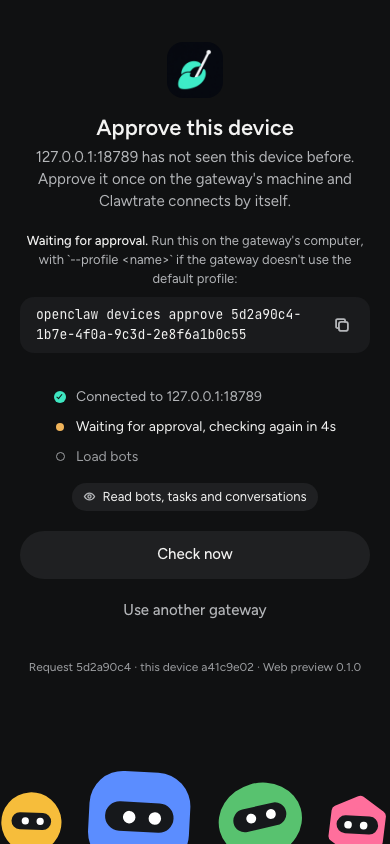 Approve this device
127.0.0.1:18789 has not seen this device before.
Approve it once on the gateway's machine and
Clawtrate connects by itself.
Waiting for approval. Run this on the gateway's computer,
with `--profile <name>` if the gateway doesn't use the
default profile:
openclaw devices approve 5d2a90c4-
1b7e-4f0a-9c3d-2e8f6a1b0c55
Connected to 127.0.0.1:18789
Waiting for approval, checking again in 4s
Load bots
Read bots, tasks and conversations
Check now
Use another gateway
Request 5d2a90c4 · this device a41c9e02 · Web preview 0.1.0